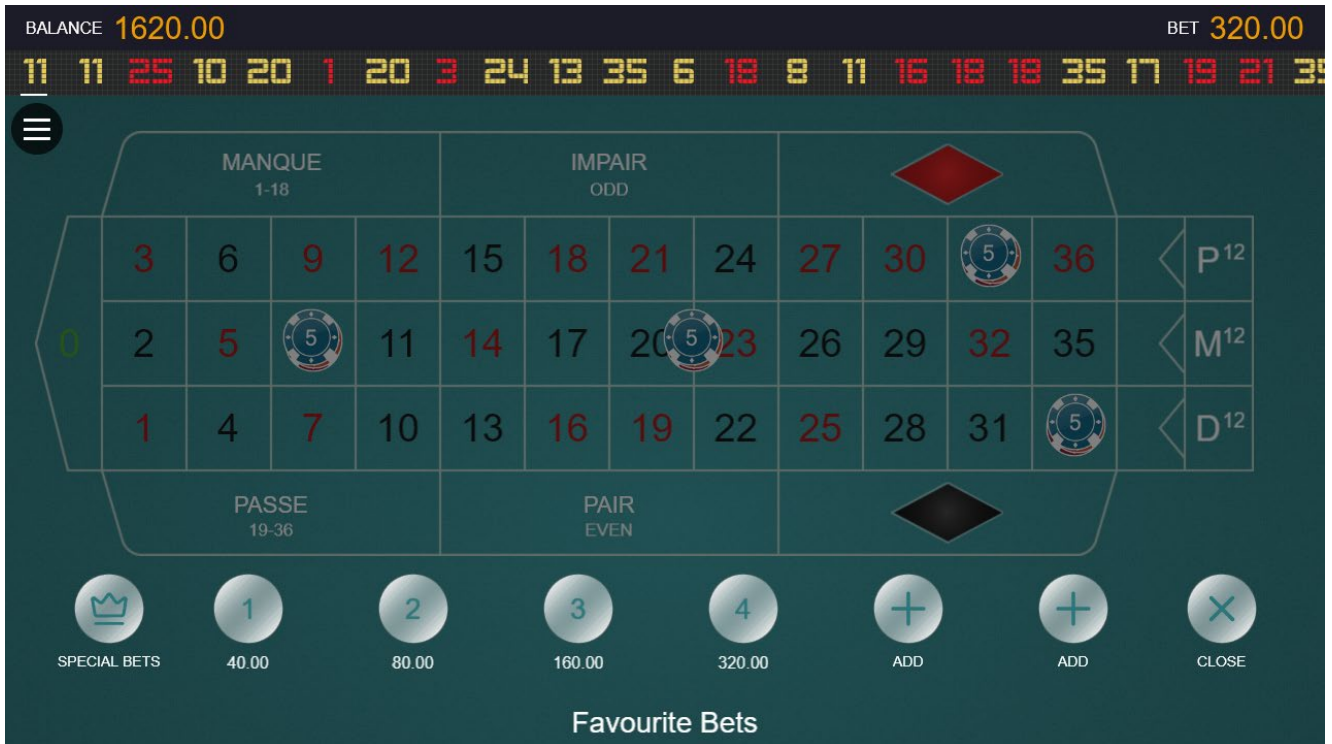 BALANCE 1620.00 BET 320.00
11 11 25 10 20 1 20 3 24 13 35 6 18 8 11 16 18 18 35 17 19 21
MANQUE IMPAIR
1-18 ODD
3 6 9 12 15 18 21 24 27 30 5 36 P12
0 2 5 5 11 14 17 20 5 23 26 29 32 35 M12
1 4 7 10 13 16 19 22 25 28 31 5 D12
PASSE PAIR
19-36 EVEN
1 2 3 4
SPECIAL BETS 40.00 80.00 160.00 320.00 ADD ADD CLOSE
Favourite Bets